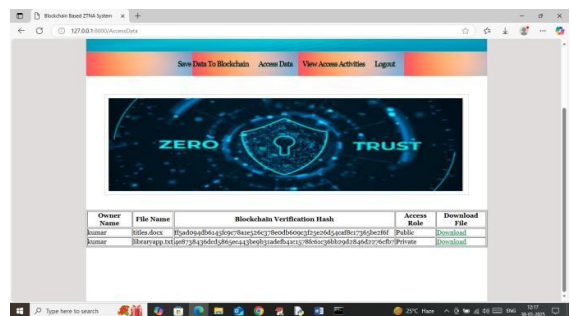 Blockchain Based ZTNA System
127.0.0.1:8000/AccessData
Save Data To Blockchain Access Data View Access Activities Logout
ZERO TRUST
Owner Name File Name Blockchain Verification Hash Access Role Download File
kumar titles.docx Public Download
kumar libraryapp.txt Private Download
Type here to search
25°C Haze
ENG
12:17